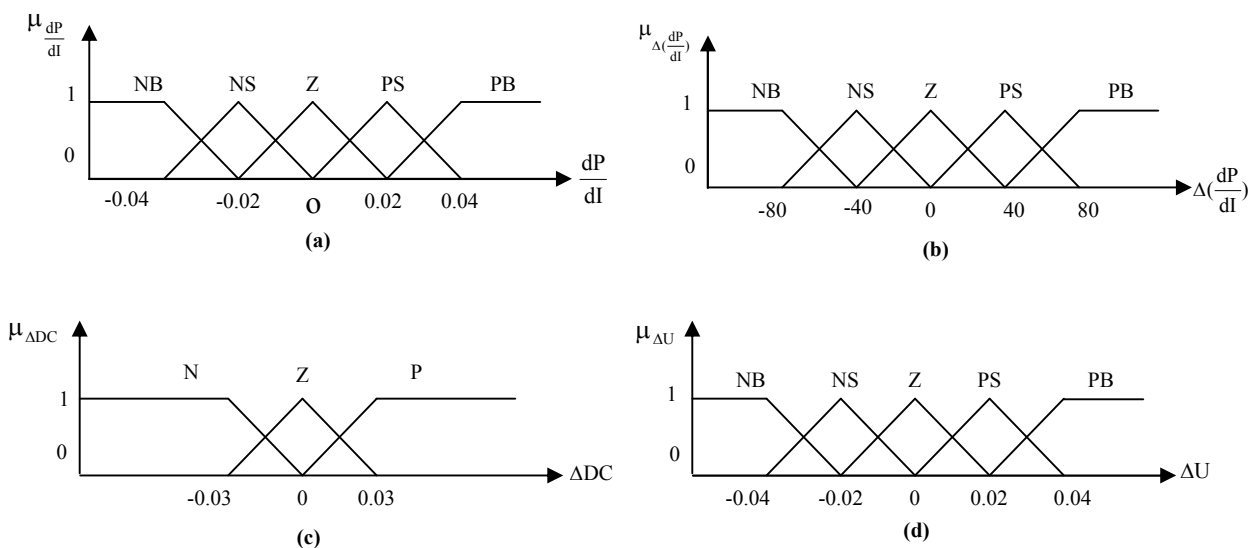 μ dP/dI
NB NS Z PS PB
1
0
-0.04 -0.02 O 0.02 0.04
dP/dI
(a)
μ Δ(dP/dI)
NB NS Z PS PB
1
0
-80 -40 0 40 80
Δ(dP/dI)
(b)
μ ΔDC
N Z P
1
0
-0.03 0 0.03
ΔDC
(c)
μ ΔU
NB NS Z PS PB
1
0
-0.04 -0.02 0 0.02 0.04
ΔU
(d)